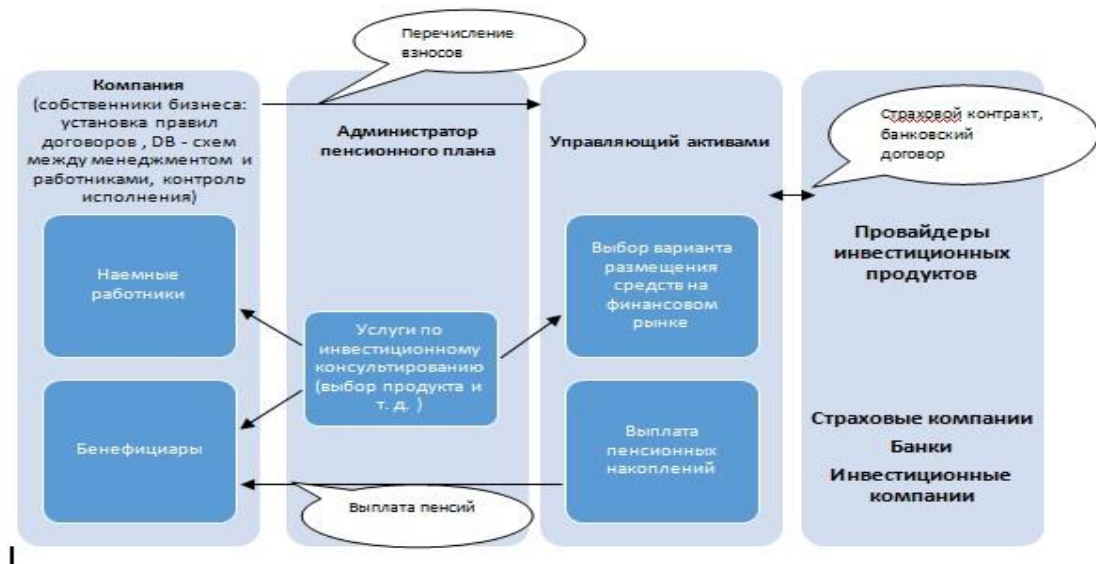 Перечисление
взносов
Компания
(собственники бизнеса:
установка правил
договоров , DB - схем
между менеджментом и
работниками, контроль
исполнения)
Наемные
работники
Бенефициары
Администратор
пенсионного плана
Услуги по
инвестиционному
консультированию
(выбор продукта и
т. д. )
Выплата пенсий
Управляющий активами
Выбор варианта
размещения
средств на
финансовом
рынке
Выплата
пенсионных
накоплений
Страховой контракт,
банковский
договор
Провайдеры
инвестиционных
продуктов
Страховые компании
Банки
Инвестиционные
компании